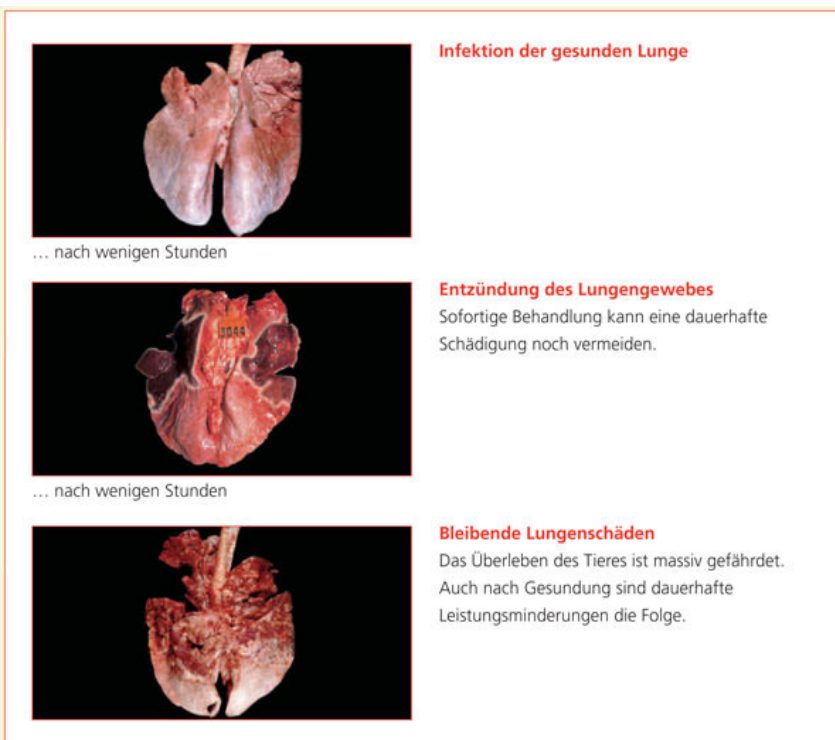 Infektion der gesunden Lunge
… nach wenigen Stunden
Entzündung des Lungengewebes
Sofortige Behandlung kann eine dauerhafte
Schädigung noch vermeiden.
3044
… nach wenigen Stunden
Bleibende Lungenschäden
Das Überleben des Tieres ist massiv gefährdet.
Auch nach Gesundung sind dauerhafte
Leistungsminderungen die Folge.